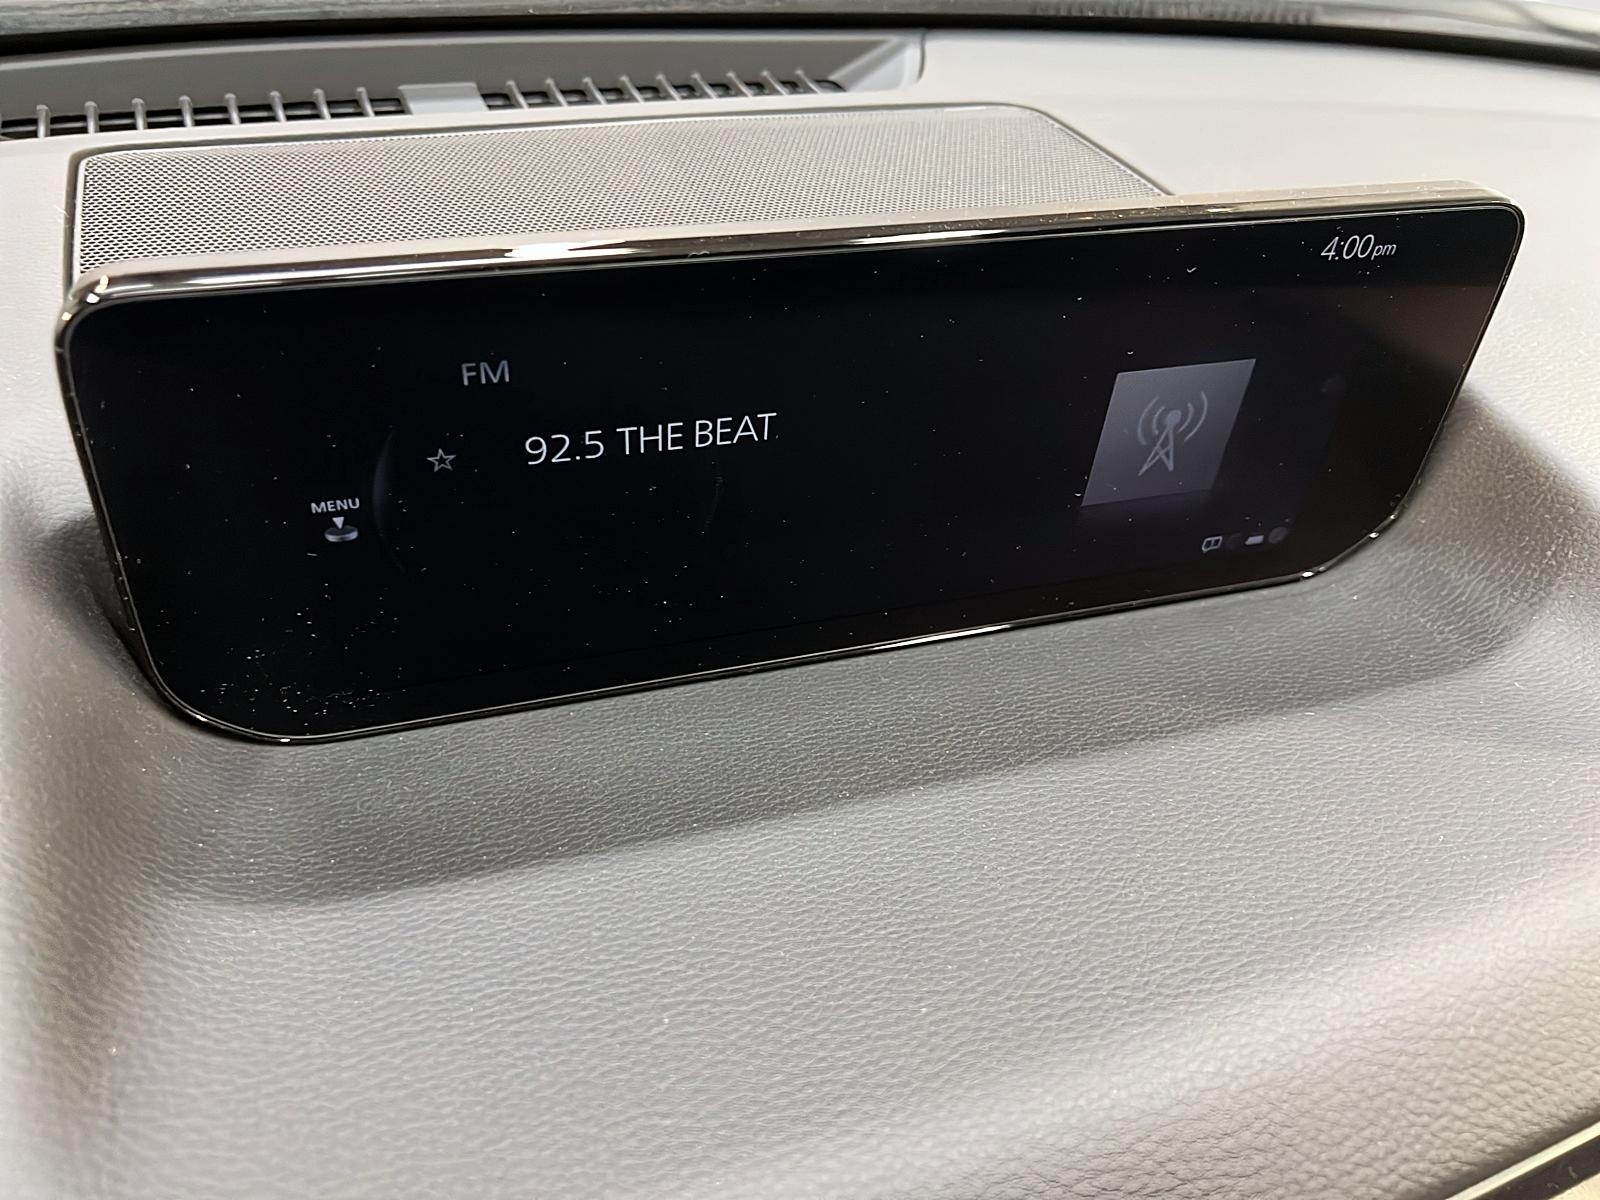 4:00pm
FM
92.5 THE BEAT
MENU